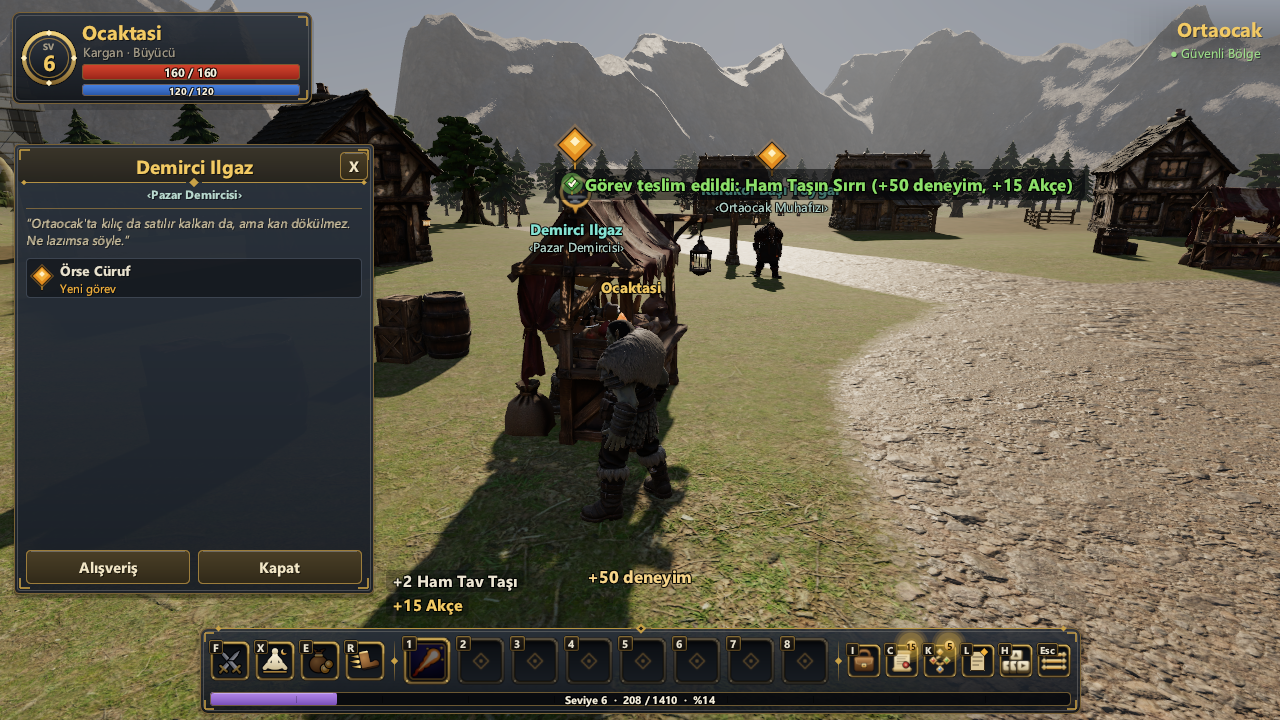 SV
6
Ocaktasi
Kargan · Büyücü
160 / 160
120 / 120
Ortaocak
Güvenli Bölge
Demirci Ilgaz
X
‹Pazar Demircisi›
"Ortaocak'ta kılıç da satılır kalkan da, ama kan dökülmez.
Ne lazımsa söyle."
Örse Cüruf
Yeni görev
Alışveriş
Kapat
Görev teslim edildi: Ham Taşın Sırrı (+50 deneyim, +15 Akçe)
‹Ortaocak Muhafızı›
Demirci Ilgaz
‹Pazar Demircisi›
Ocaktasi
+2 Ham Tav Taşı
+15 Akçe
+50 deneyim
F X E R 1 2 3 4 5 6 7 8 I C 15 K 5 L H Esc
Seviye 6 · 208 / 1410 · %14